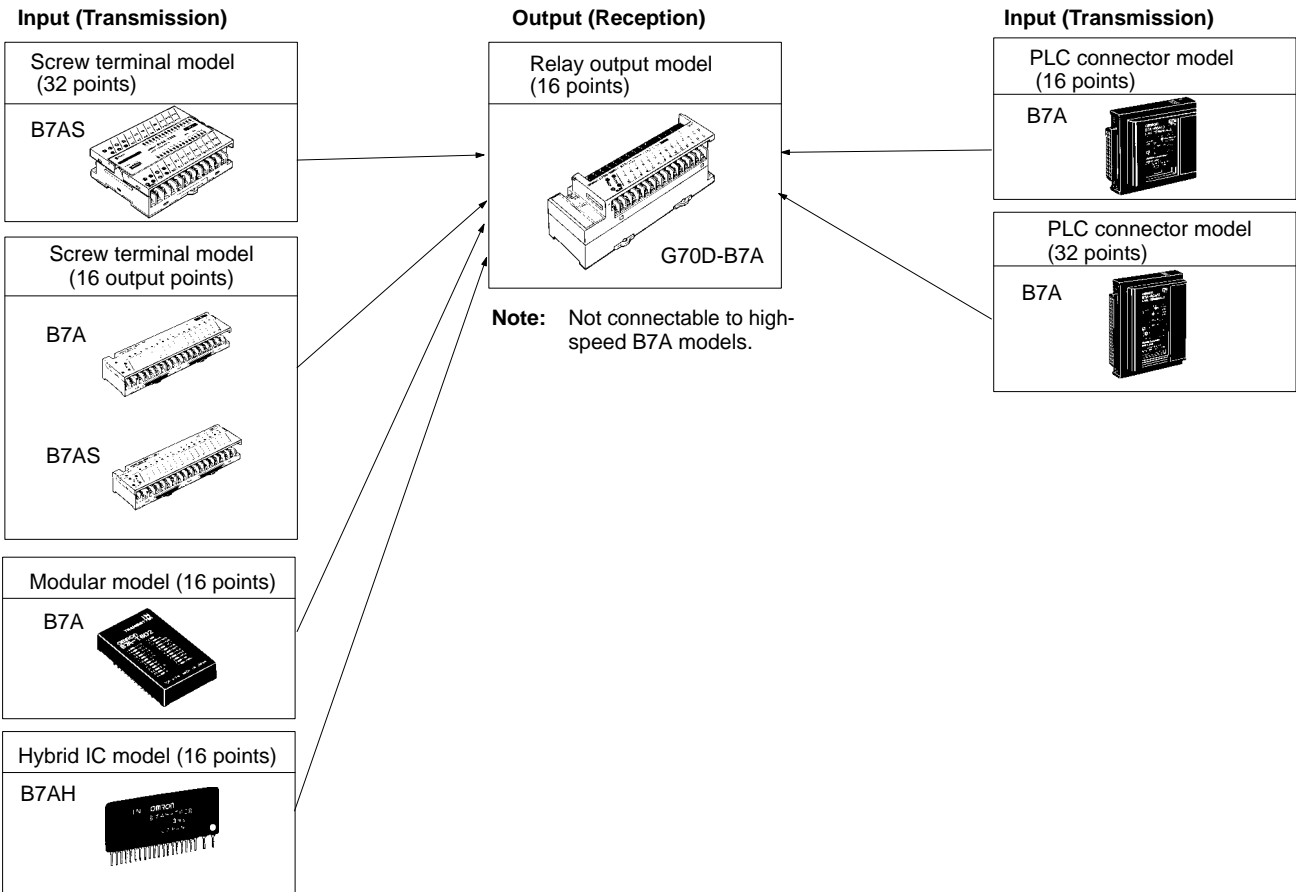 Input (Transmission)
Screw terminal model
(32 points)
B7AS
Screw terminal model
(16 output points)
B7A
B7AS
Modular model (16 points)
B7A
Hybrid IC model (16 points)
B7AH
IN OMRON
Output (Reception)
Relay output model
(16 points)
G70D-B7A
Note: Not connectable to high-
speed B7A models.
Input (Transmission)
PLC connector model
(16 points)
B7A
PLC connector model
(32 points)
B7A